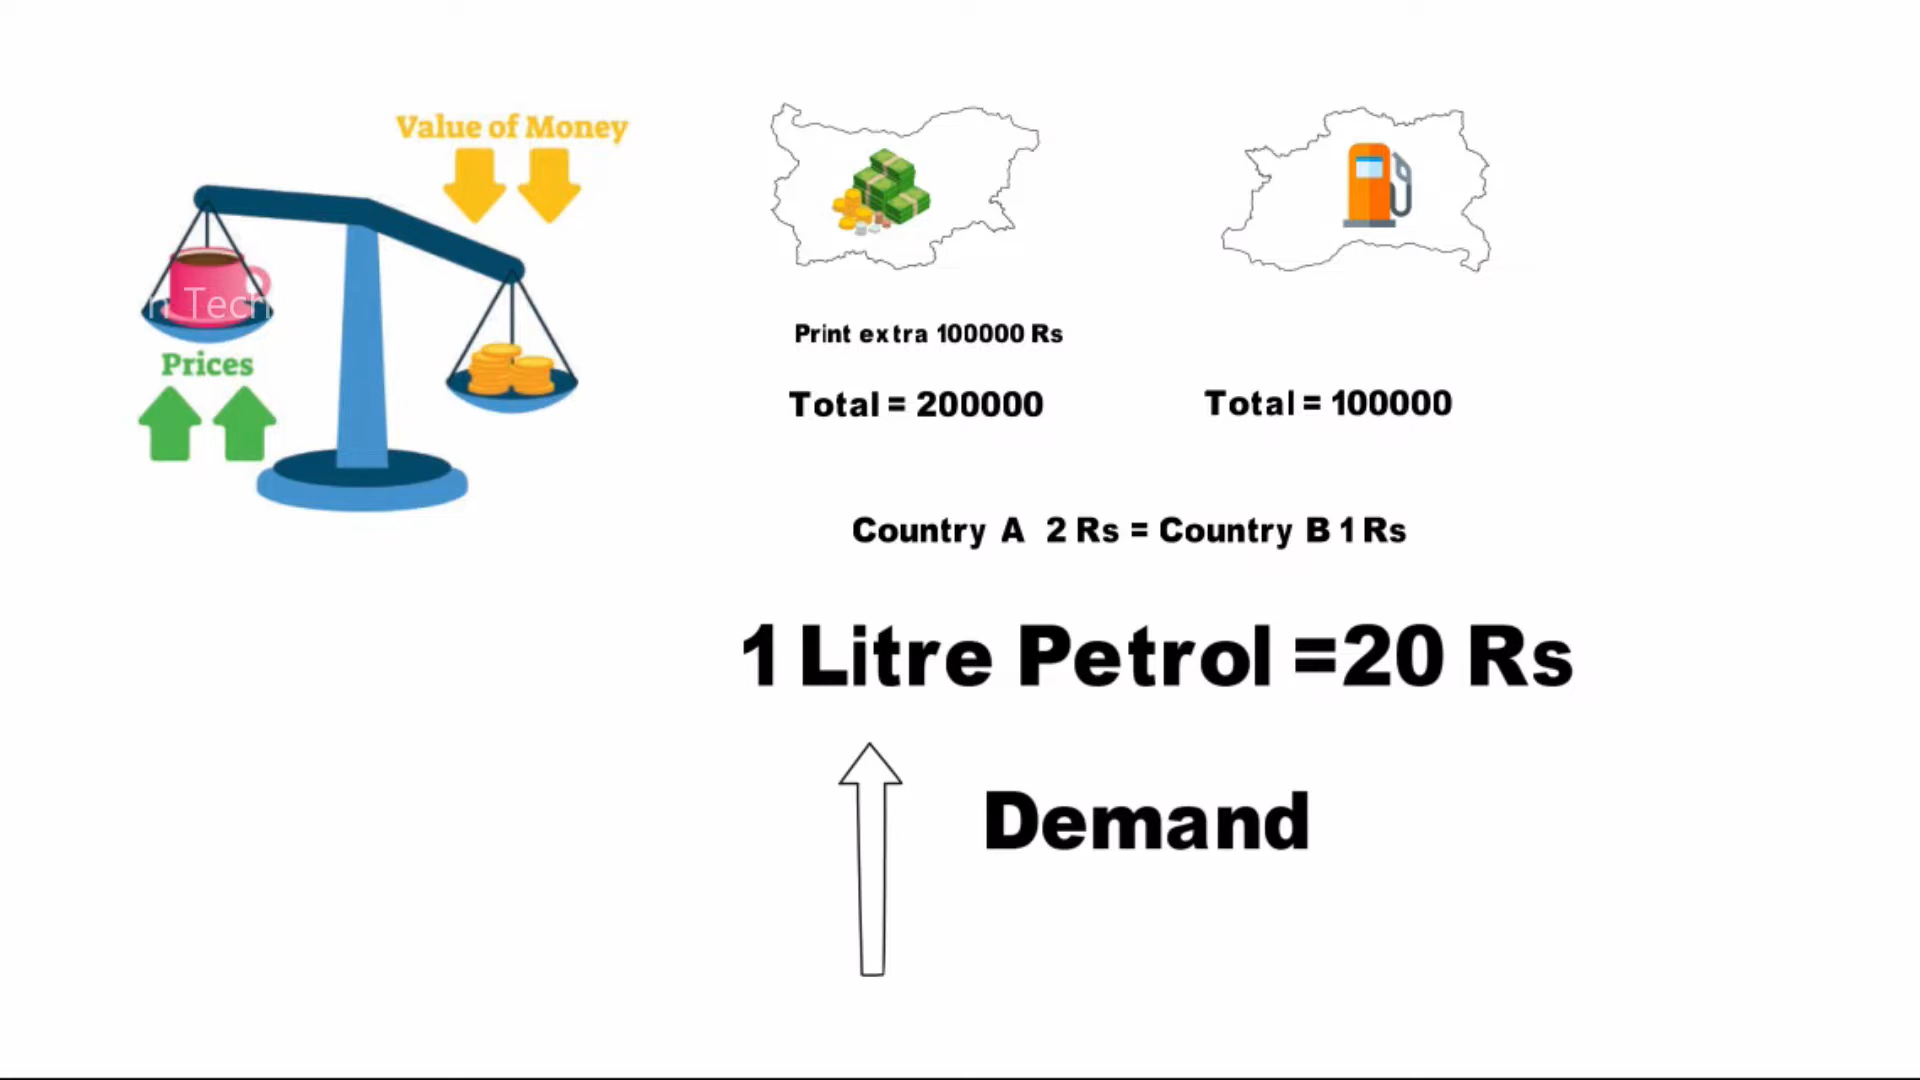 Value of Money
n Tech
Prices
Print extra 100000 Rs
Total = 200000
Total = 100000
Country A 2 Rs = Country B 1 Rs
1 Litre Petrol =20 Rs
Demand